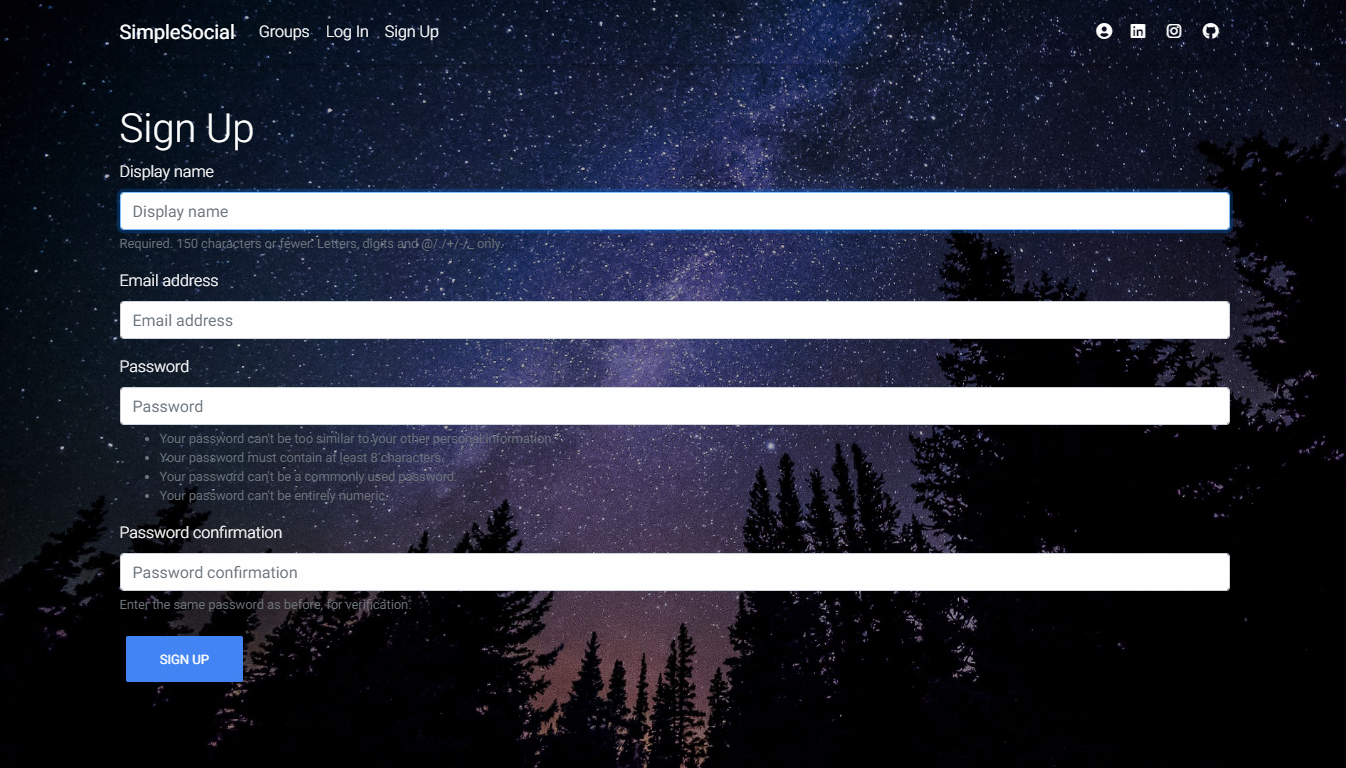 SimpleSocial Groups Log In Sign Up
Sign Up
Display name
Display name
Required. 150 characters or fewer. Letters, digits and @/./+/-/_ only.
Email address
Email address
Password
Password
Your password can't be too similar to your other personal information.
Your password must contain at least 8 characters.
Your password can't be a commonly used password.
Your password can't be entirely numeric.
Password confirmation
Password confirmation
Enter the same password as before, for verification.
SIGN UP